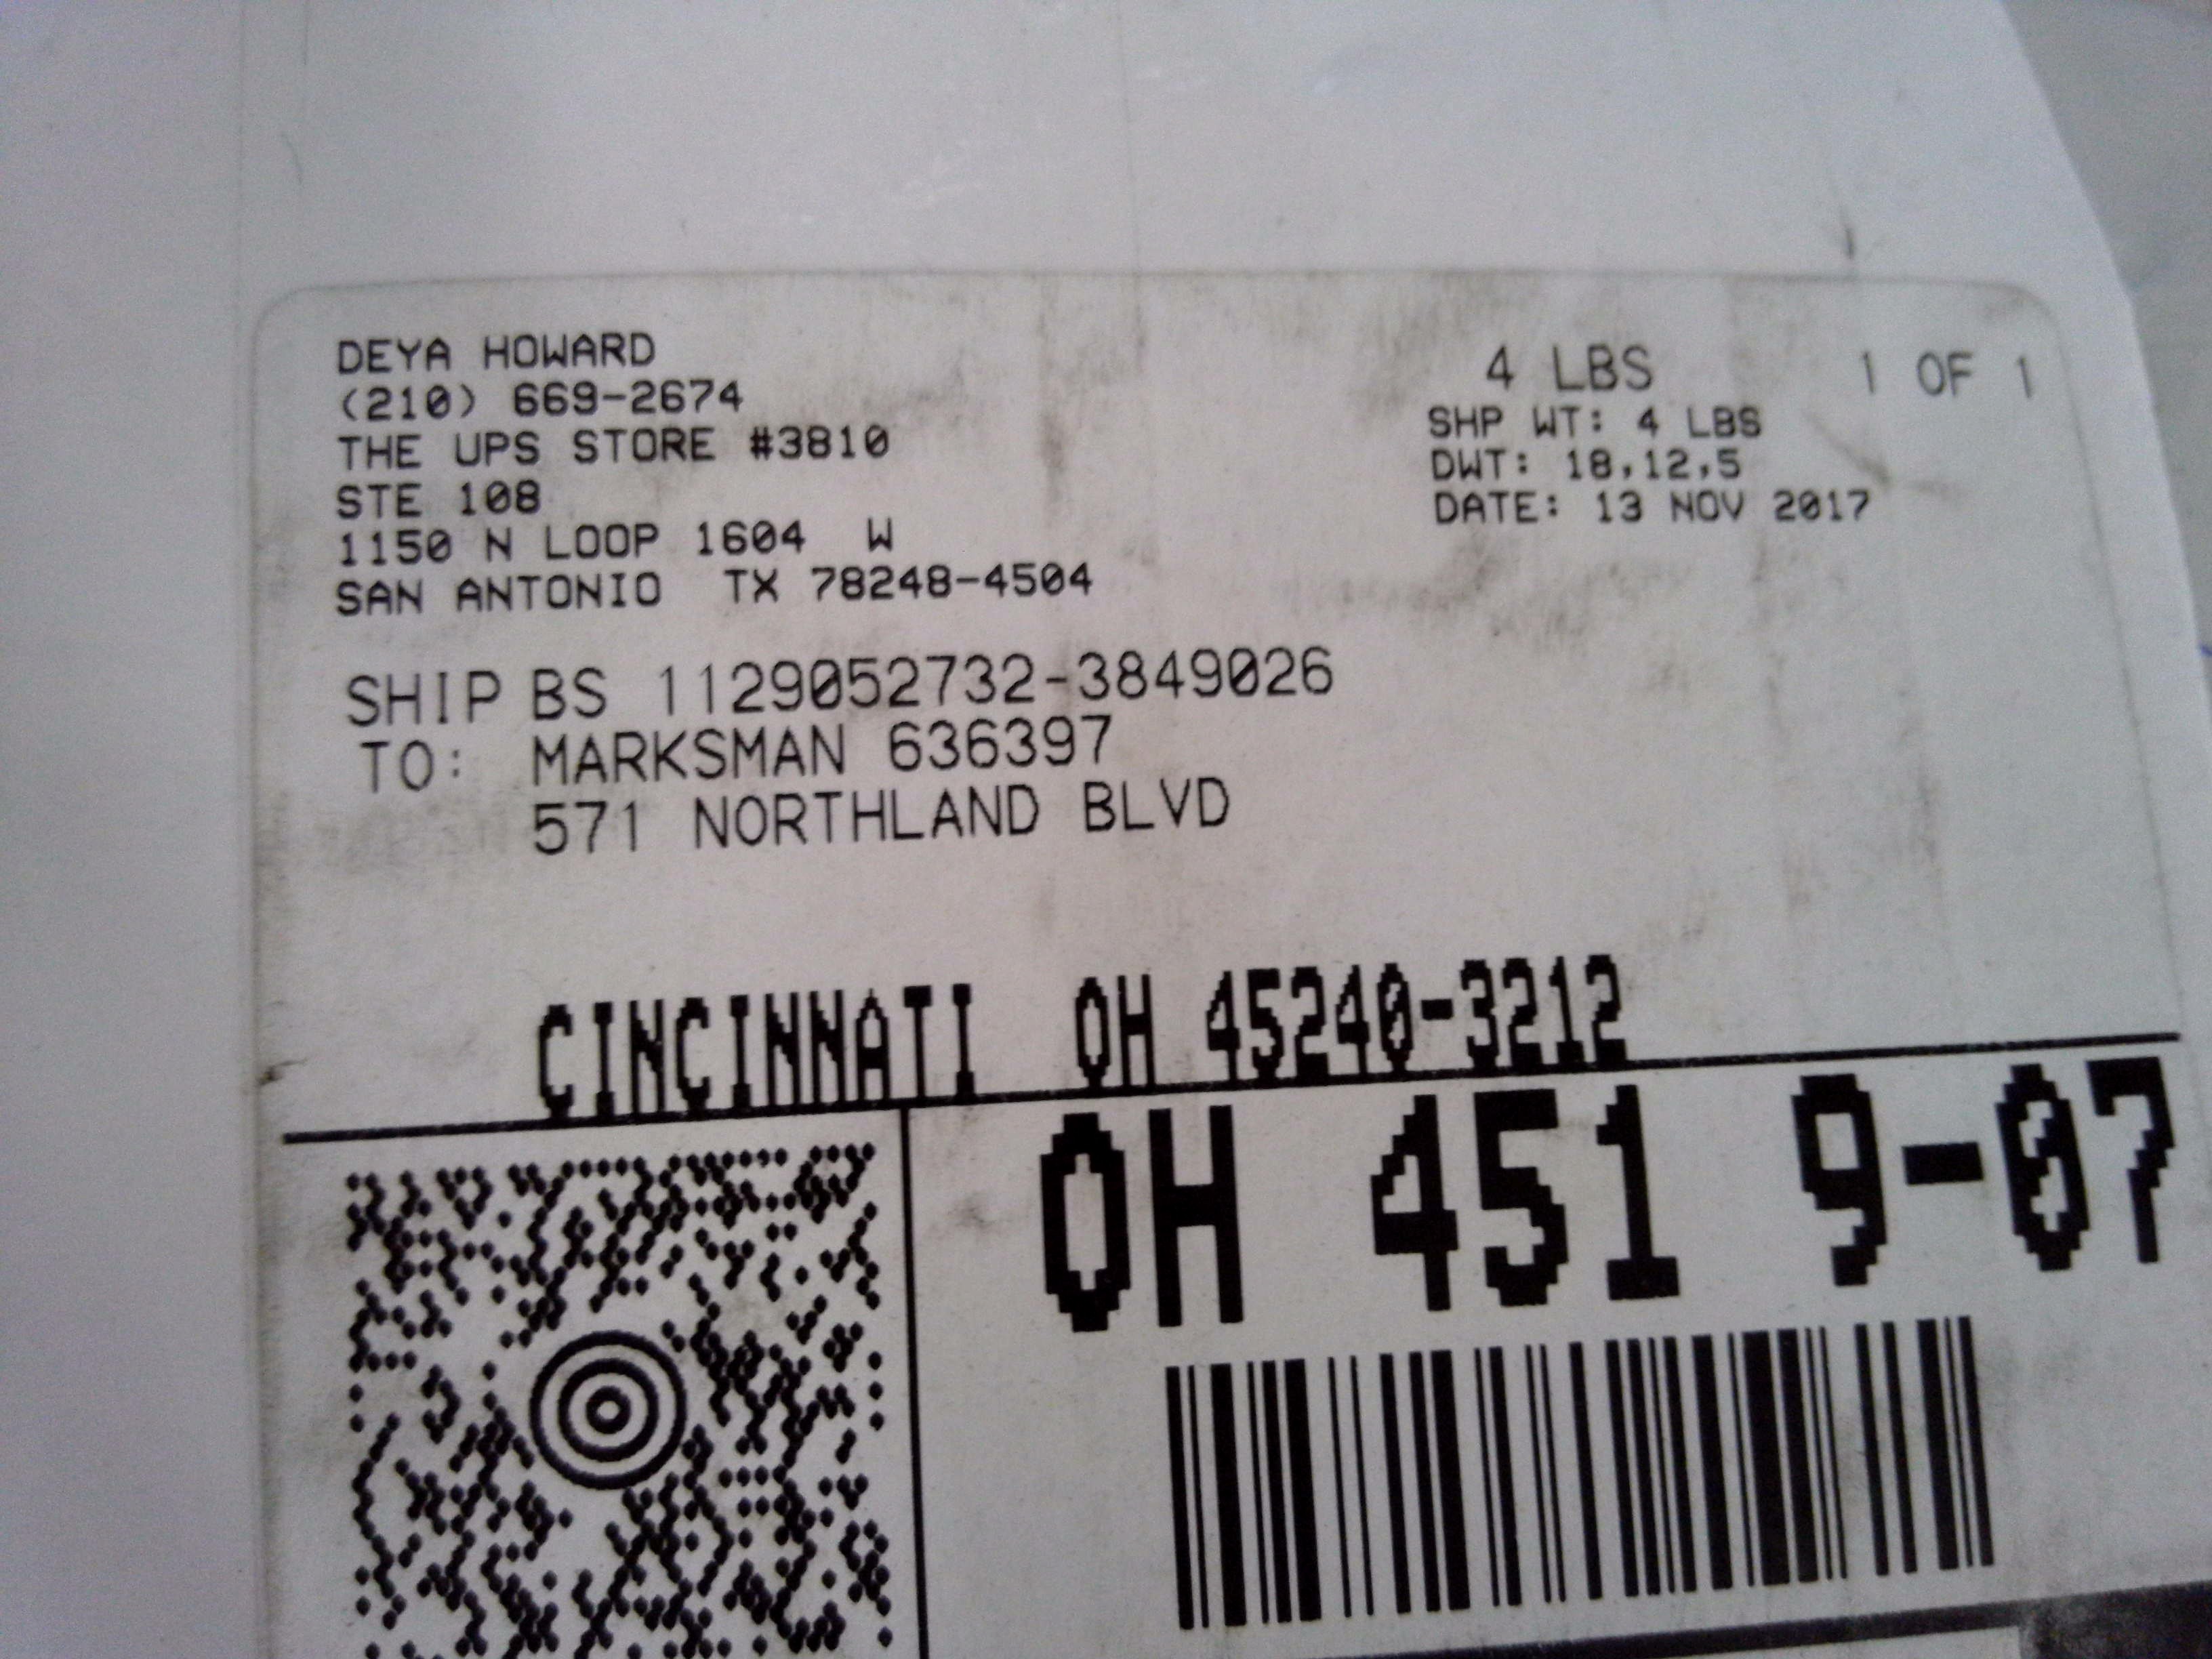 DEYA HOWARD
(210) 669-2674
THE UPS STORE #3810
STE 108
1150 N LOOP 1604 W
SAN ANTONIO TX 78248-4504
4 LBS 1 OF 1
SHP WT: 4 LBS
DWT: 18,12,5
DATE: 13 NOV 2017
SHIP BS 1129052732-3849026
TO: MARKSMAN 636397
571 NORTHLAND BLVD
CINCINNATI OH 45240-3212
OH 451 9-07